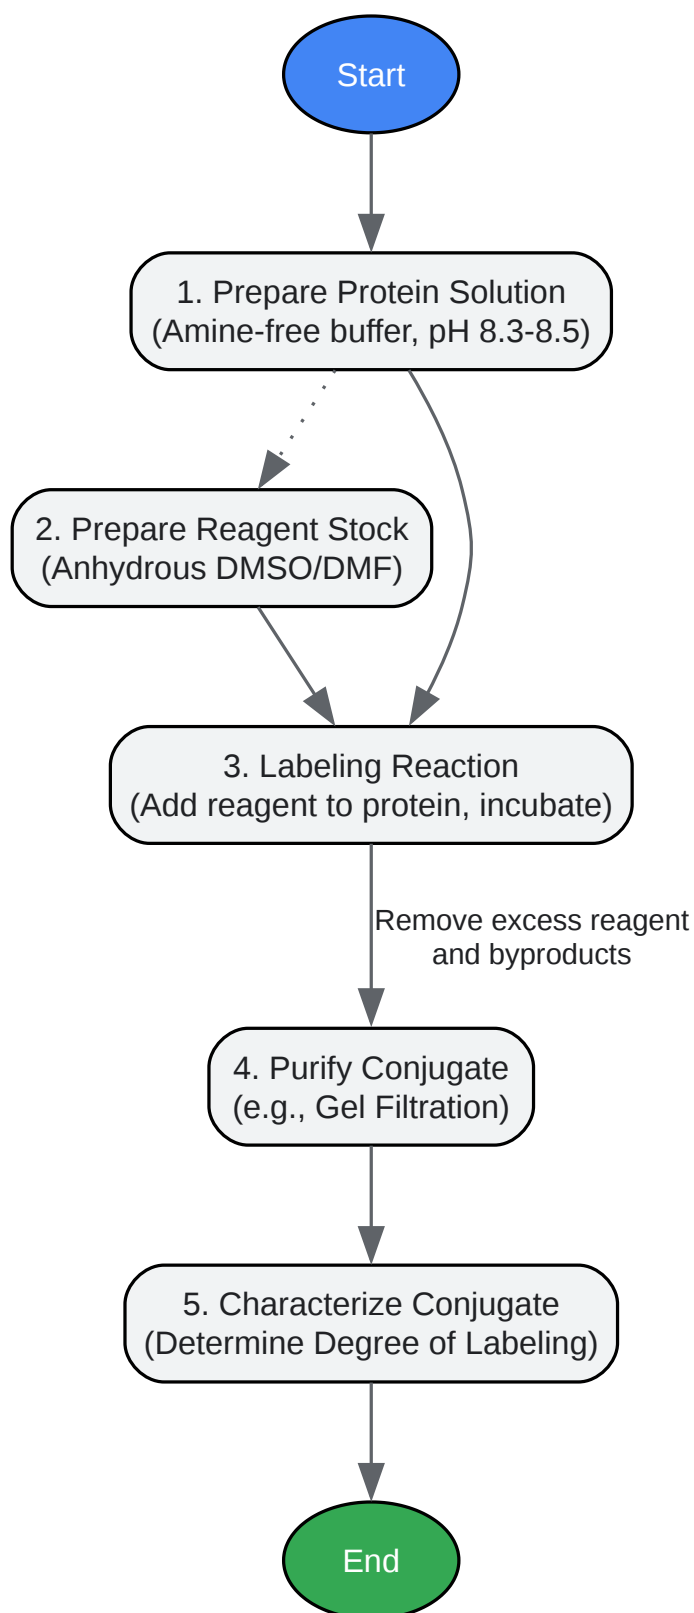 Start
1. Prepare Protein Solution
(Amine-free buffer, pH 8.3-8.5)
2. Prepare Reagent Stock
(Anhydrous DMSO/DMF)
3. Labeling Reaction
(Add reagent to protein, incubate)
Remove excess reagent
and byproducts
4. Purify Conjugate
(e.g., Gel Filtration)
5. Characterize Conjugate
(Determine Degree of Labeling)
End